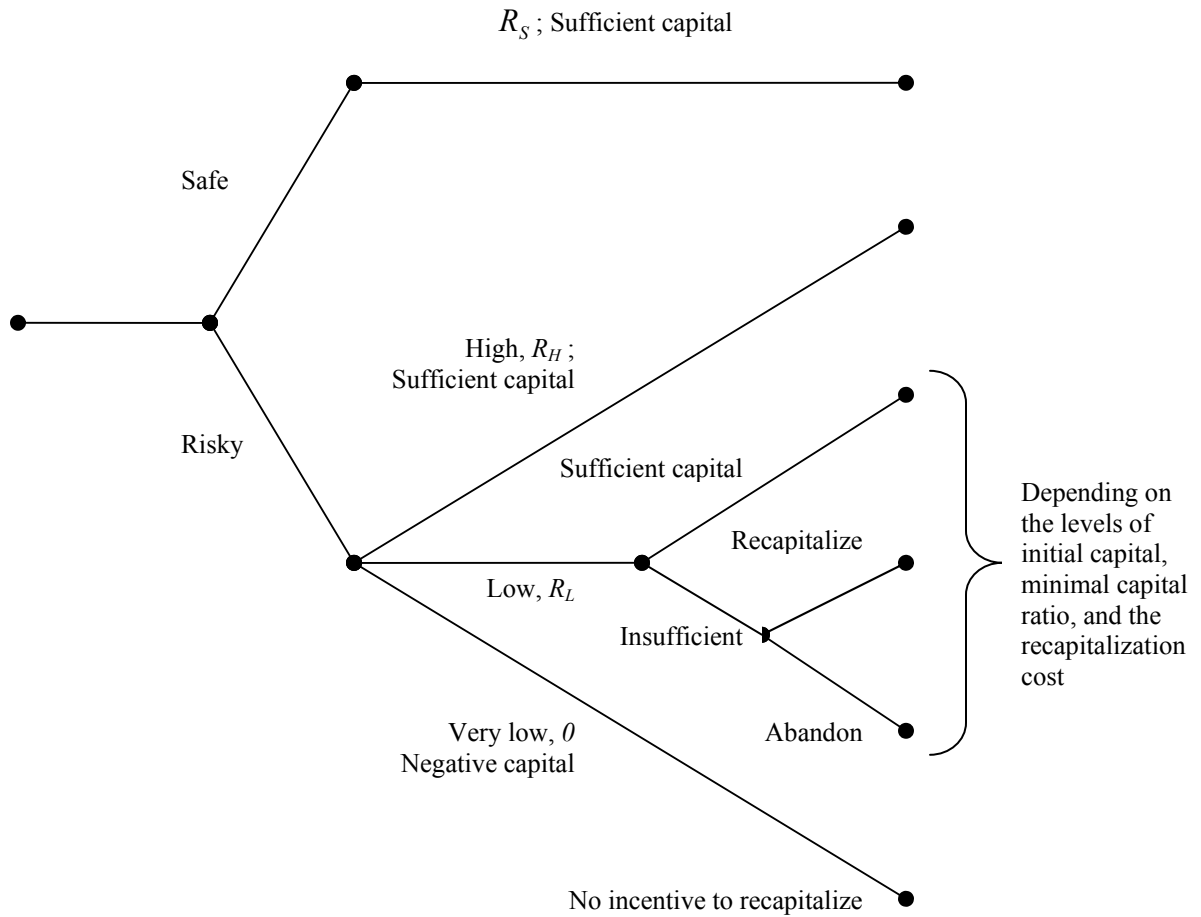 R_S ; Sufficient capital
Safe
High, R_H ;
Sufficient capital
Risky
Sufficient capital
Recapitalize
Low, R_L
Insufficient
Abandon
Very low, 0
Negative capital
No incentive to recapitalize
Depending on
the levels of
initial capital,
minimal capital
ratio, and the
recapitalization
cost